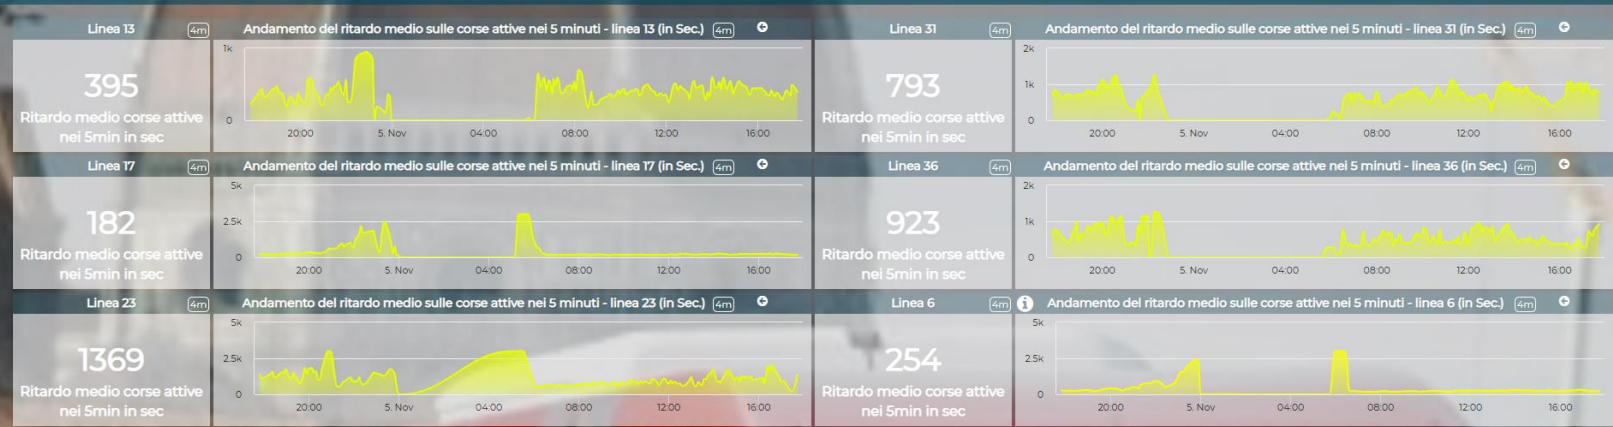 Linea 13
4m
Andamento del ritardo medio sulle corse attive nei 5 minuti - linea 13 (in Sec.)
4m
395
Ritardo medio corse attive
nei 5min in sec
1k
0
20:00
5. Nov
04:00
08:00
12:00
16:00
Linea 31
4m
Andamento del ritardo medio sulle corse attive nei 5 minuti - linea 31 (in Sec.)
4m
793
Ritardo medio corse attive
nei 5min in sec
2k
1k
0
20:00
5. Nov
04:00
08:00
12:00
16:00
Linea 17
4m
Andamento del ritardo medio sulle corse attive nei 5 minuti - linea 17 (in Sec.)
4m
182
Ritardo medio corse attive
nei 5min in sec
5k
2.5k
0
20:00
5. Nov
04:00
08:00
12:00
16:00
Linea 36
4m
Andamento del ritardo medio sulle corse attive nei 5 minuti - linea 36 (in Sec.)
4m
923
Ritardo medio corse attive
nei 5min in sec
2k
1k
0
20:00
5. Nov
04:00
08:00
12:00
16:00
Linea 23
4m
Andamento del ritardo medio sulle corse attive nei 5 minuti - linea 23 (in Sec.)
4m
1369
Ritardo medio corse attive
nei 5min in sec
5k
2.5k
0
20:00
5. Nov
04:00
08:00
12:00
16:00
Linea 6
4m
Andamento del ritardo medio sulle corse attive nei 5 minuti - linea 6 (in Sec.)
4m
254
Ritardo medio corse attive
nei 5min in sec
5k
2.5k
0
20:00
5. Nov
04:00
08:00
12:00
16:00